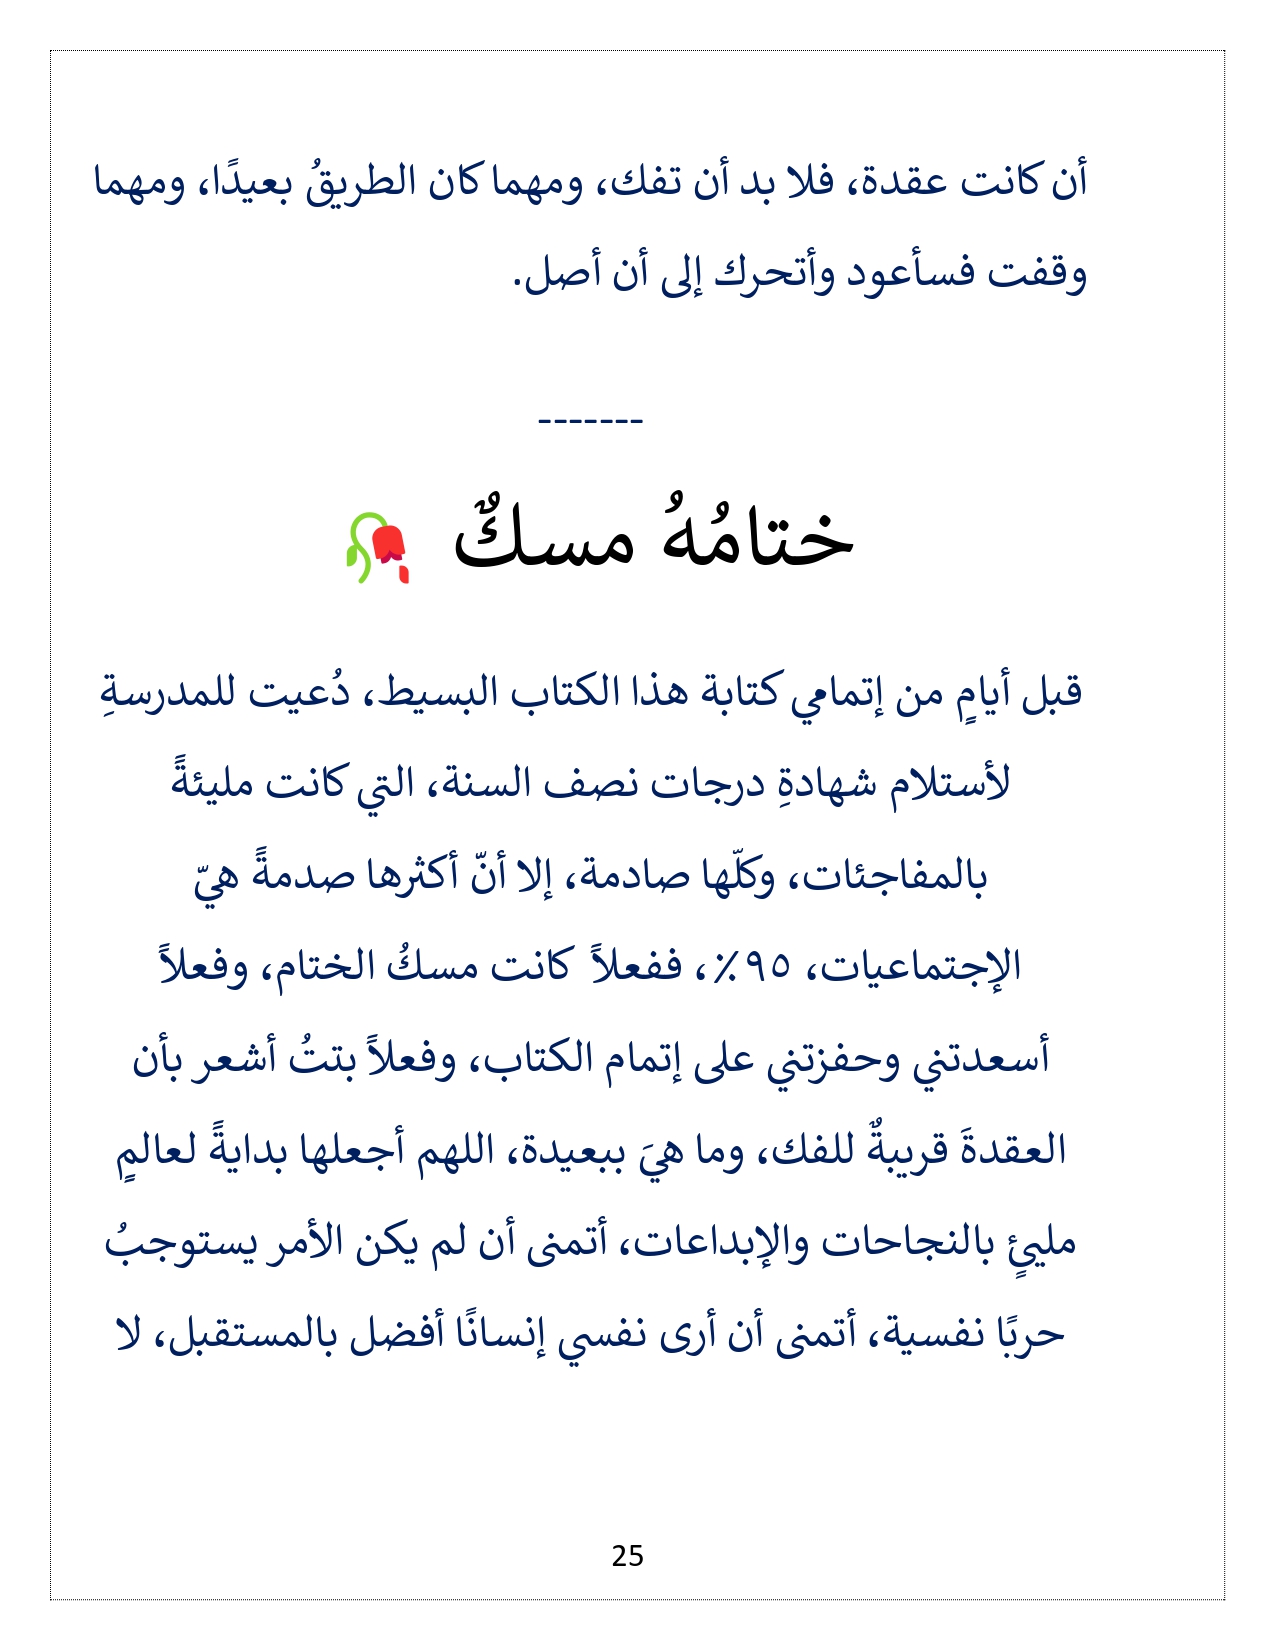 أن كانت عقدة، فلا بد أن تفك، ومهما كان الطريقُ بعيدًا، ومهما
وقفت فسأعود وأتحرك إلى أن أصل.
-------
ختامُهُ مسكٌ 🥀
قبل أيامٍ من إتمامي كتابة هذا الكتاب البسيط، دُعيت للمدرسةِ
لأستلام شهادةِ درجات نصف السنة، التي كانت مليئةً
بالمفاجئات، وكلّها صادمة، إلا أنّ أكثرها صدمةً هيّ
الإجتماعيات، ٩٥٪، ففعلاً كانت مسكُ الختام، وفعلاً
أسعدتني وحفزتني على إتمام الكتاب، وفعلاً بتتُ أشعر بأن
العقدةَ قريبةٌ للفك، وما هيَ ببعيدة، اللهم أجعلها بدايةً لعالمٍ
مليئٍ بالنجاحات والإبداعات، أتمنى أن لم يكن الأمر يستوجبُ
حربًا نفسية، أتمنى أن أرى نفسي إنسانًا أفضل بالمستقبل، لا
25